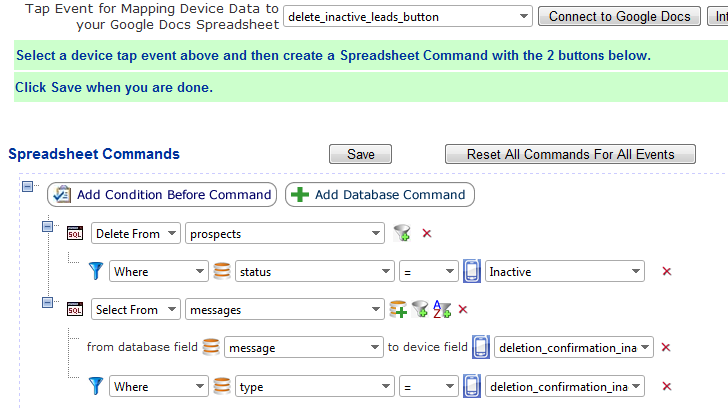 Tap Event for Mapping Device Data to
your Google Docs Spreadsheet delete_inactive_leads_button Connect to Google Docs Int
Select a device tap event above and then create a Spreadsheet Command with the 2 buttons below.
Click Save when you are done.
Spreadsheet Commands Save Reset All Commands For All Events
Add Condition Before Command Add Database Command
SQL Delete From prospects
Where status = Inactive
SQL Select From messages AZ
from database field message to device field deletion_confirmation_ina
Where type = deletion_confirmation_ina